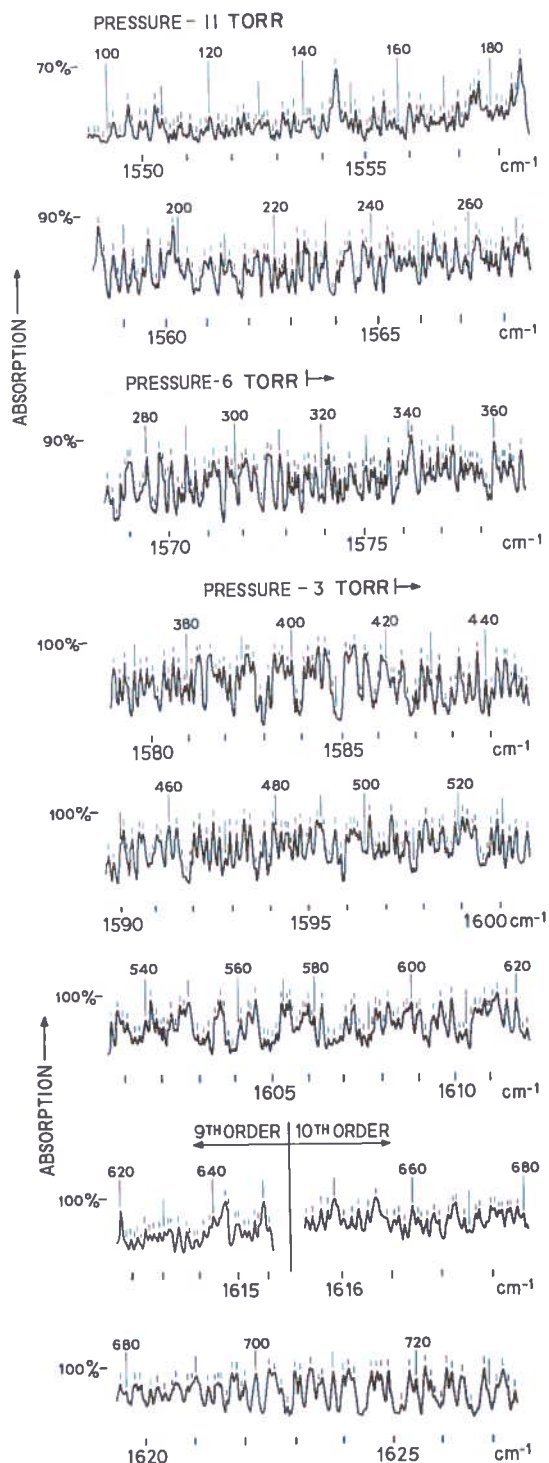 PRESSURE - 11 TORR
100 120 140 160 180
70%-
1550 1555 cm⁻¹
200 220 240 260
90%-
1560 1565
ABSORPTION
PRESSURE-6 TORR
280 300 320 340 360
90%-
1570 1575 cm⁻¹
PRESSURE - 3 TORR
380 400 420 440
100%-
1580 1585 cm⁻¹
460 480 500 520
100%-
1590 1595 1600 cm⁻¹
540 560 580 600 620
100%-
1605 1610 cm⁻¹
ABSORPTION
9TH ORDER 10TH ORDER
620 640 660 680
100%-
1615 1616 cm⁻¹
680 700 720
100%-
1620 1625 cm⁻¹